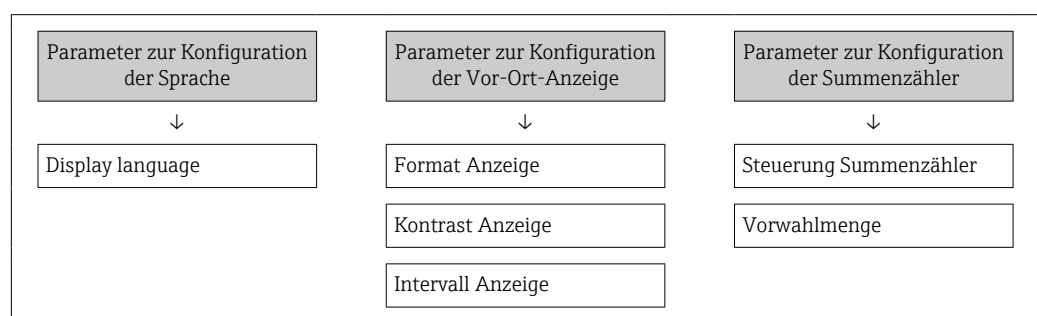 Parameter zur Konfiguration
der Sprache
↓
Display language
Parameter zur Konfiguration
der Vor-Ort-Anzeige
↓
Format Anzeige
Kontrast Anzeige
Intervall Anzeige
Parameter zur Konfiguration
der Summenzähler
↓
Steuerung Summenzähler
Vorwahlmenge